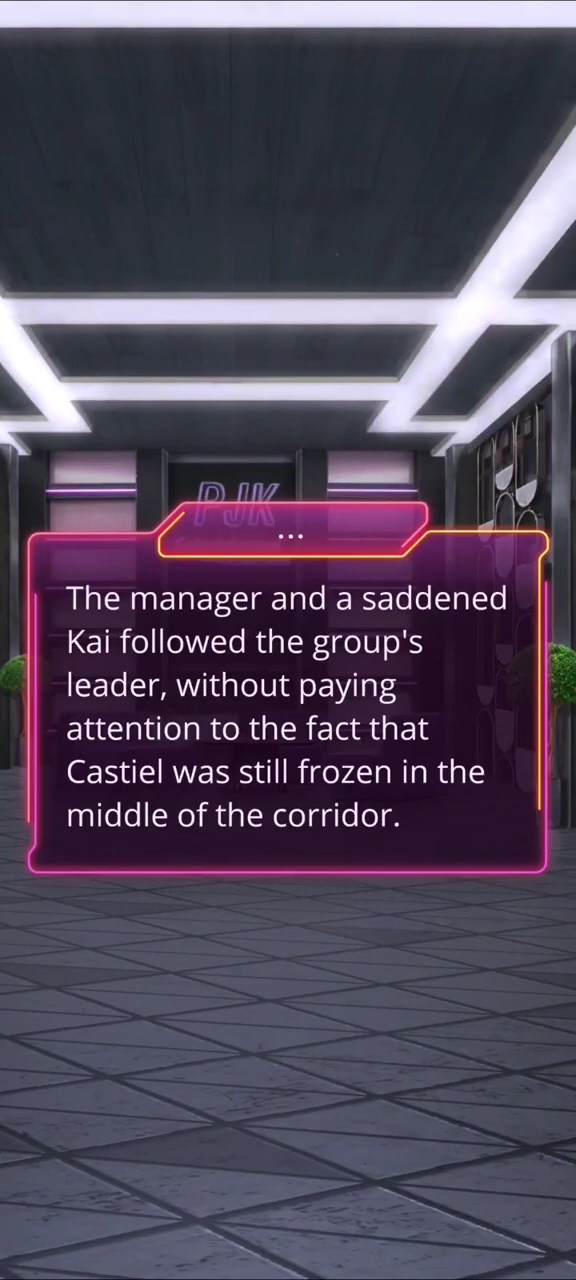 PJK
...
The manager and a saddened
Kai followed the group's
leader, without paying
attention to the fact that
Castiel was still frozen in the
middle of the corridor.